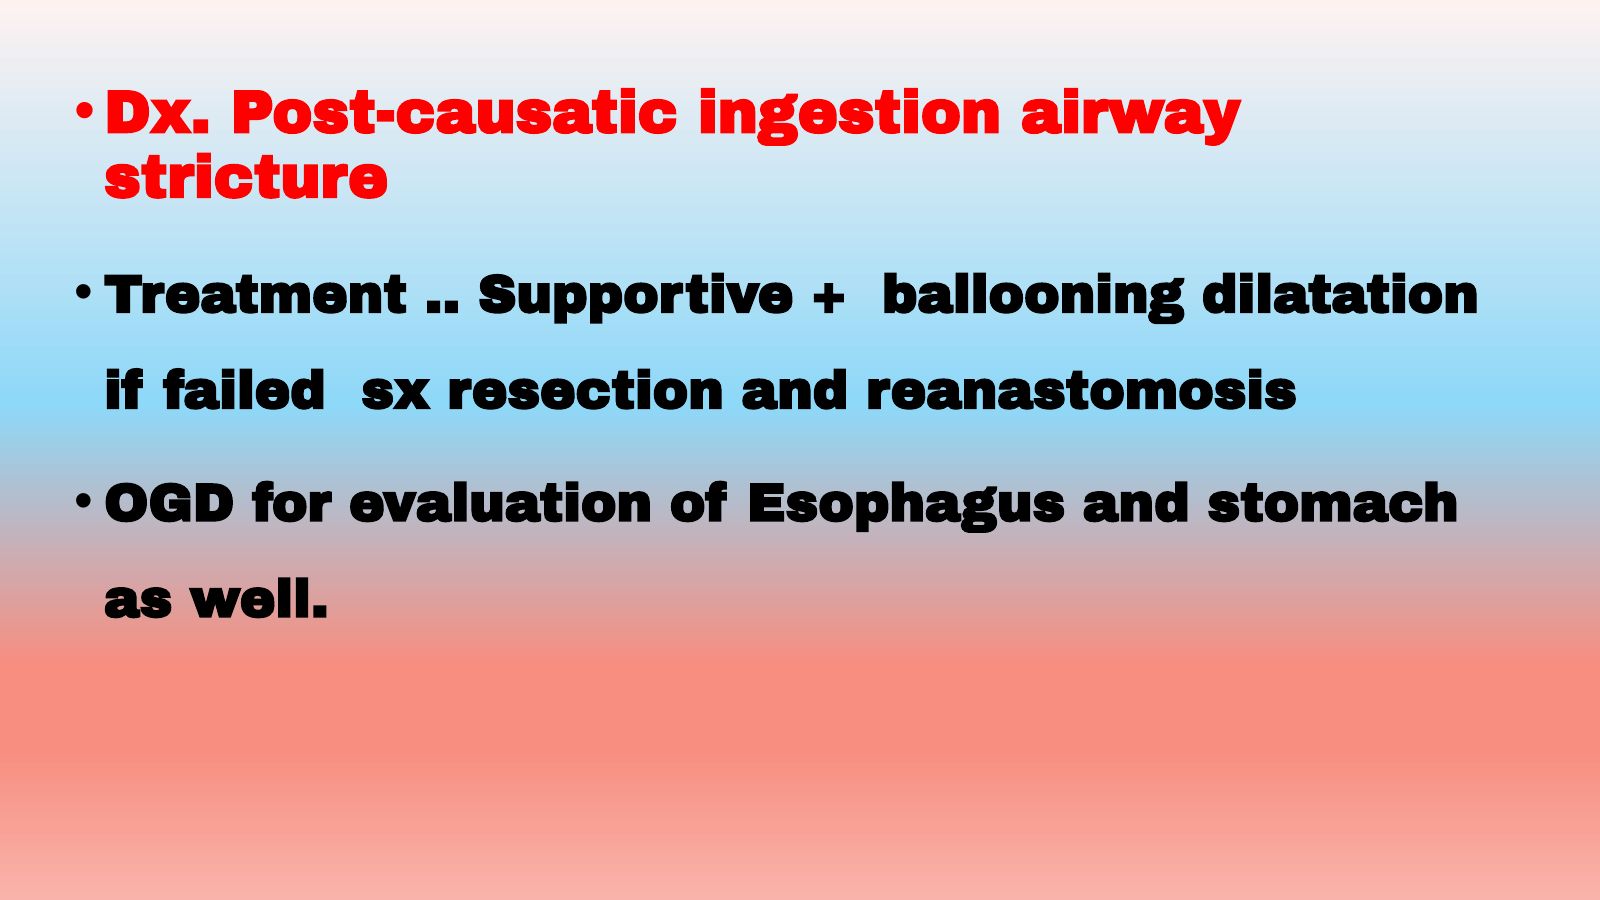 • Dx. Post-causatic ingestion airway
stricture
• Treatment .. Supportive +  ballooning dilatation
if failed  sx resection and reanastomosis
• OGD for evaluation of Esophagus and stomach
as well.